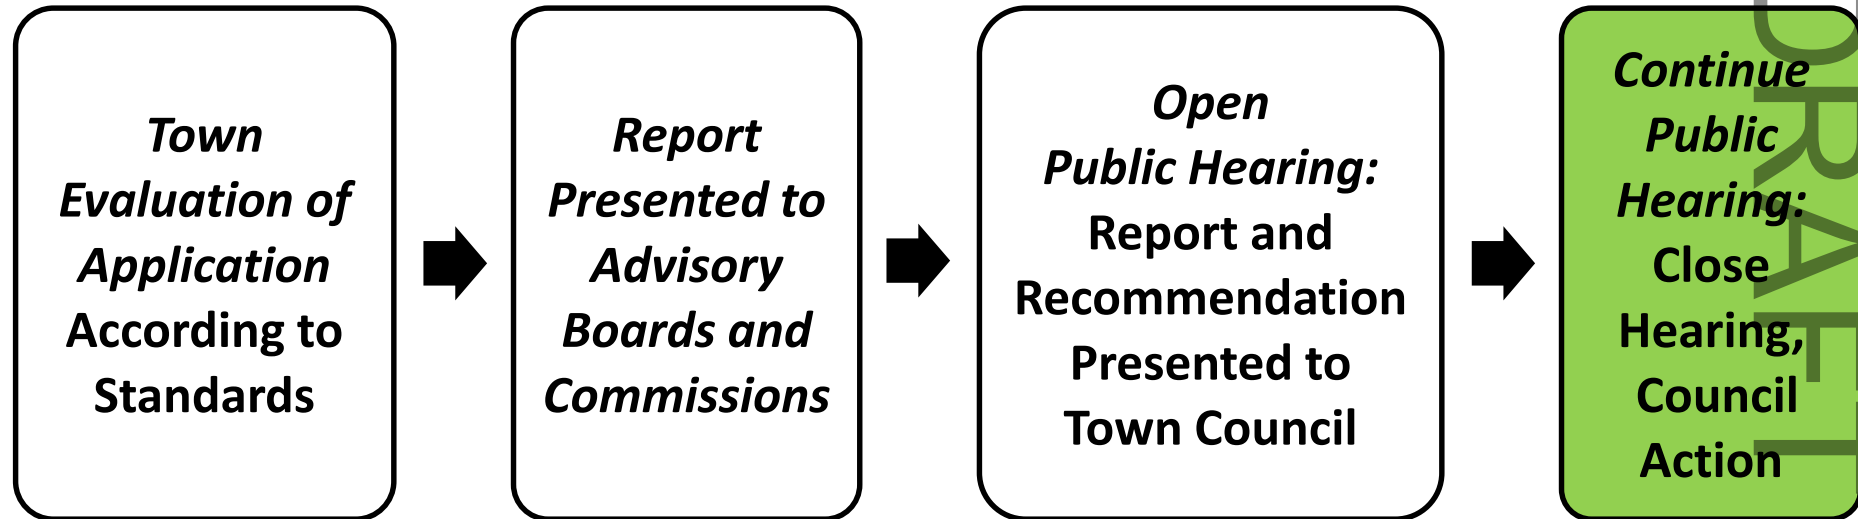 Town
Evaluation of
Application
According to
Standards
Report
Presented to
Advisory
Boards and
Commissions
Open
Public Hearing:
Report and
Recommendation
Presented to
Town Council
Continue
Public
Hearing:
Close
Hearing,
Council
Action
DRAFT